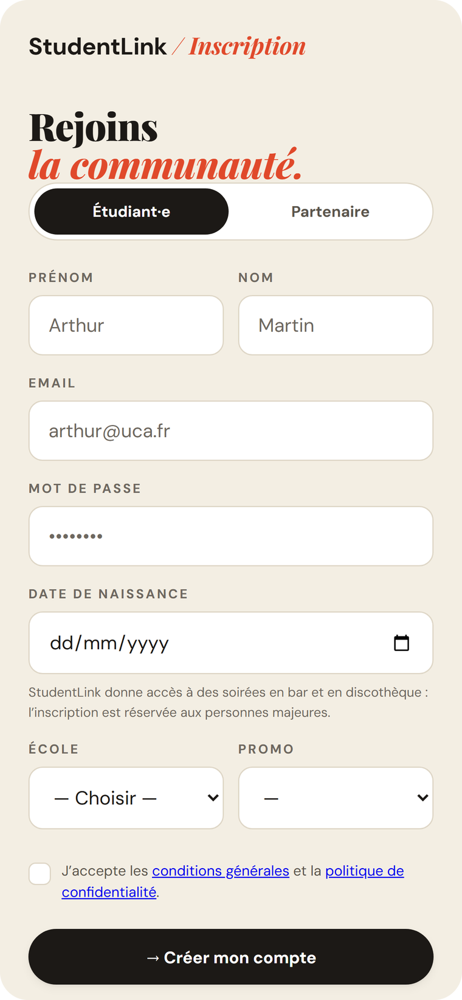 StudentLink / Inscription
Rejoins
la communauté.
Étudiant·e Partenaire
PRÉNOM NOM
Arthur Martin
EMAIL
arthur@uca.fr
MOT DE PASSE
••••••••
DATE DE NAISSANCE
dd/mm/yyyy
StudentLink donne accès à des soirées en bar et en discothèque :
l’inscription est réservée aux personnes majeures.
ÉCOLE PROMO
— Choisir — —
J’accepte les conditions générales et la politique de
confidentialité.
→ Créer mon compte